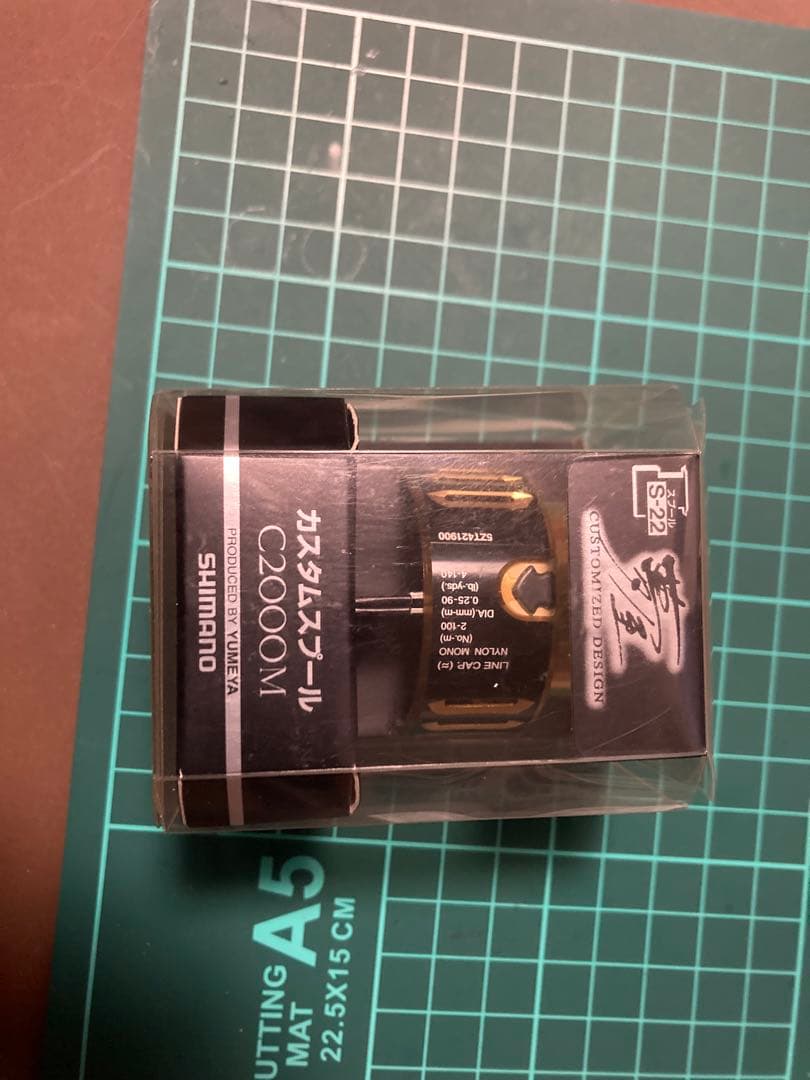 スプール
S-22
夢屋
CUSTOMYZED DESIGN
LINE CAP. (≈)
NYLON MONO
(No.-m)
2-100
DIA.(mm-m)
0.25-90
(lb.-yds.)
4-140
5ZT421900
カスタムスプール
C2000M
PRODUCED BY YUMEYA
SHIMANO
CUTTING
MAT
A5
22.5X15 CM